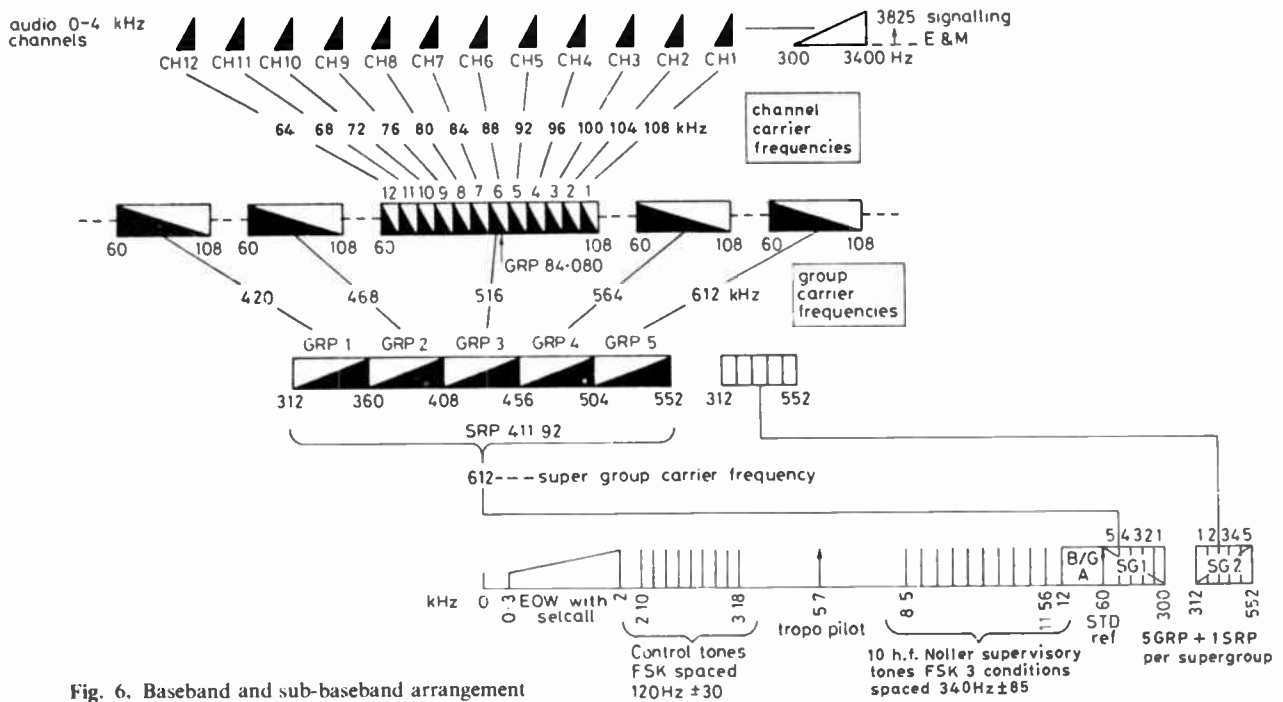 audio 0-4 kHz
channels
3825 signalling
E & M
300 3400 Hz
CH12 CH11 CH10 CH9 CH8 CH7 CH6 CH5 CH4 CH3 CH2 CH1
64 68 72 76 80 84 88 92 96 100 104 108 kHz
channel
carrier
frequencies
12 11 10 9 8 7 6 5 4 3 2 1
60 108 60 108 60 108 60 108 60 108
GRP 84·080
420 468 516 564 612 kHz
group
carrier
frequencies
GRP 1 GRP 2 GRP 3 GRP 4 GRP 5
312 360 408 456 504 552
312 552
SRP 411 92
612 --- super group carrier frequency
5 4 3 2 1
1 2 3 4 5
B/G
A
SG1
SG2
kHz 0 0·3 EOW with
selcall
2 2 10 3 18
5 7
tropo pilot
8 5 11 56 12 60 300
312 552
STD
ref
Control tones
FSK spaced
120Hz ±30
10 h.f. Noller supervisory
tones FSK 3 conditions
spaced 340Hz±85
5GRP + 1SRP
per supergroup
Fig. 6. Baseband and sub-baseband arrangement